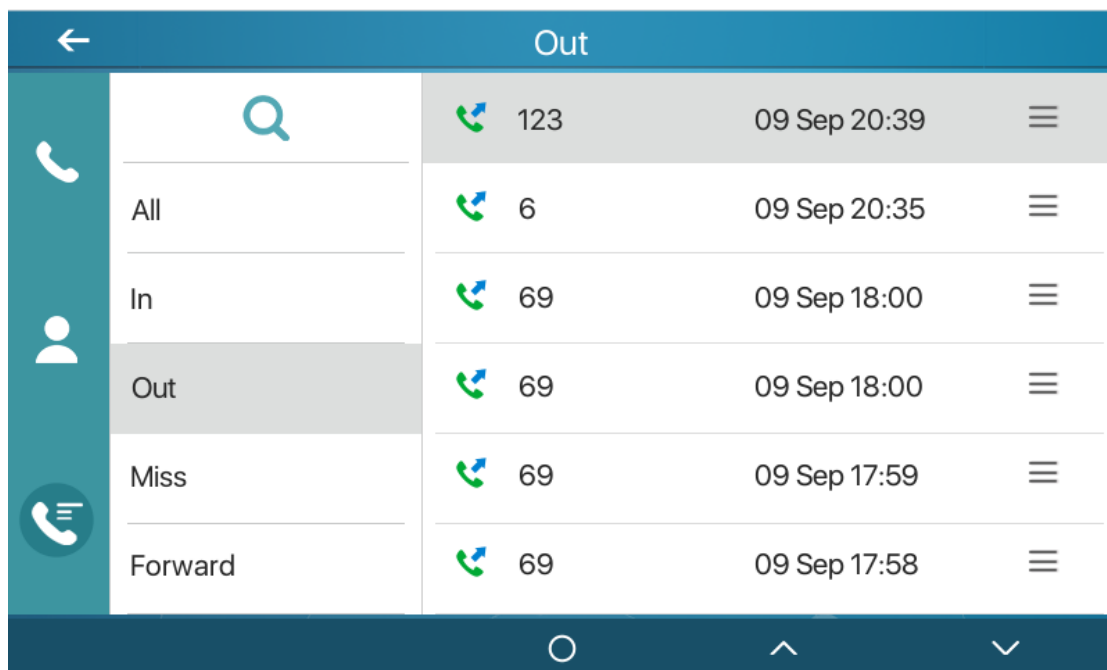 Out
All
In
Out
Miss
Forward
123 09 Sep 20:39
6 09 Sep 20:35
69 09 Sep 18:00
69 09 Sep 18:00
69 09 Sep 17:59
69 09 Sep 17:58